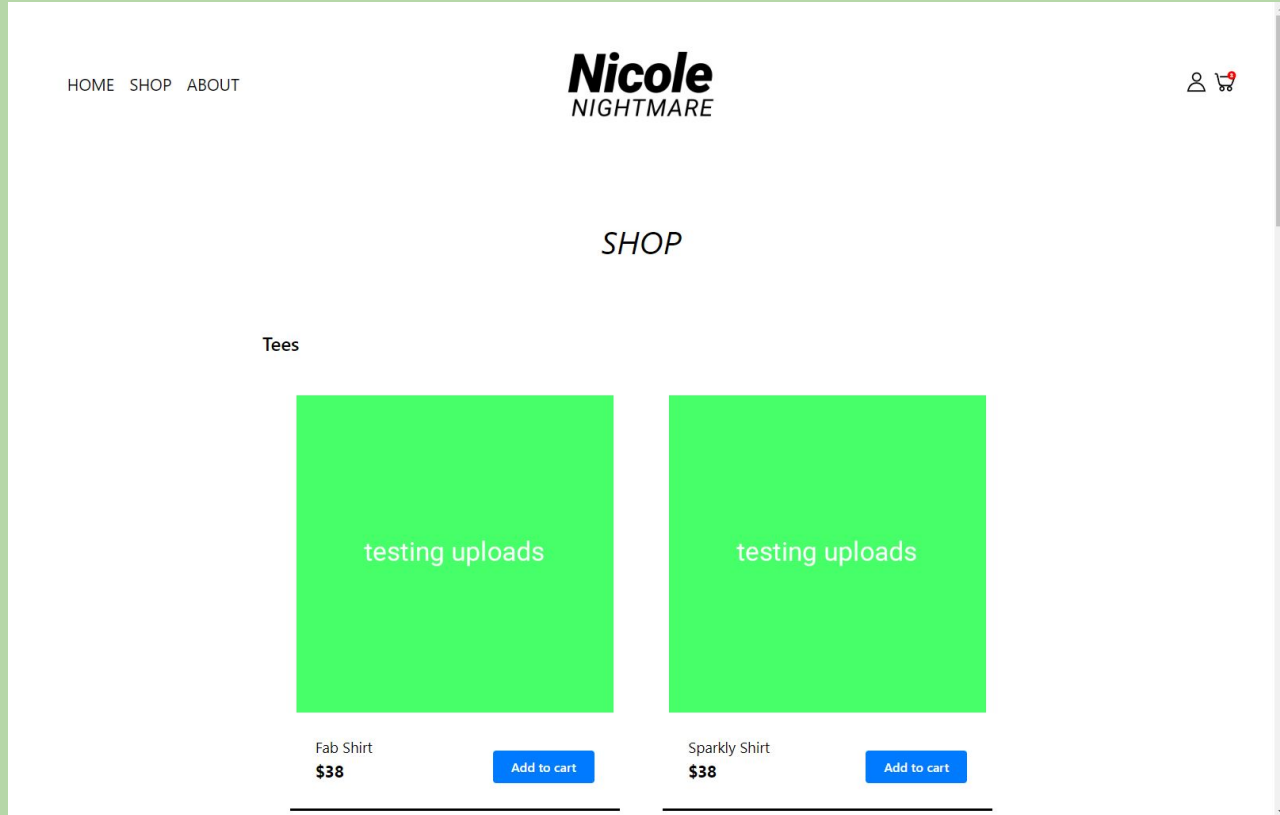 HOME SHOP ABOUT
Nicole
NIGHTMARE
SHOP
Tees
testing uploads
testing uploads
Fab Shirt
$38
Add to cart
Sparkly Shirt
$38
Add to cart